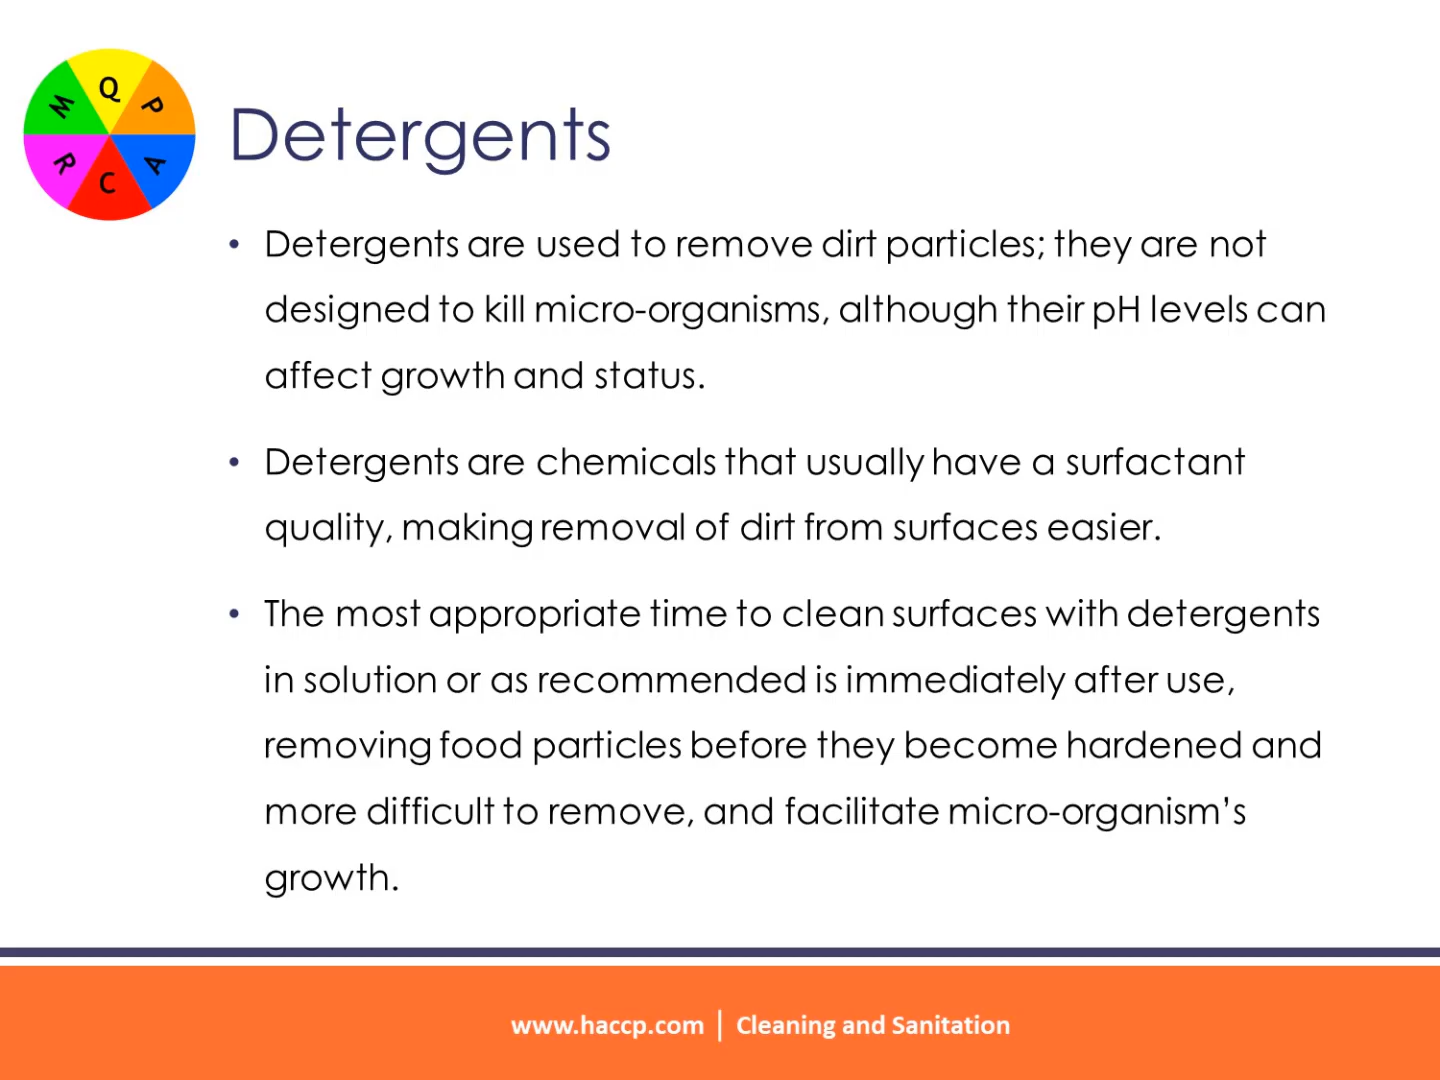 Q
M
P
R
A
C
Detergents
• Detergents are used to remove dirt particles; they are not
designed to kill micro-organisms, although their pH levels can
affect growth and status.
• Detergents are chemicals that usually have a surfactant
quality, making removal of dirt from surfaces easier.
• The most appropriate time to clean surfaces with detergents
in solution or as recommended is immediately after use,
removing food particles before they become hardened and
more difficult to remove, and facilitate micro-organism’s
growth.
www.haccp.com | Cleaning and Sanitation